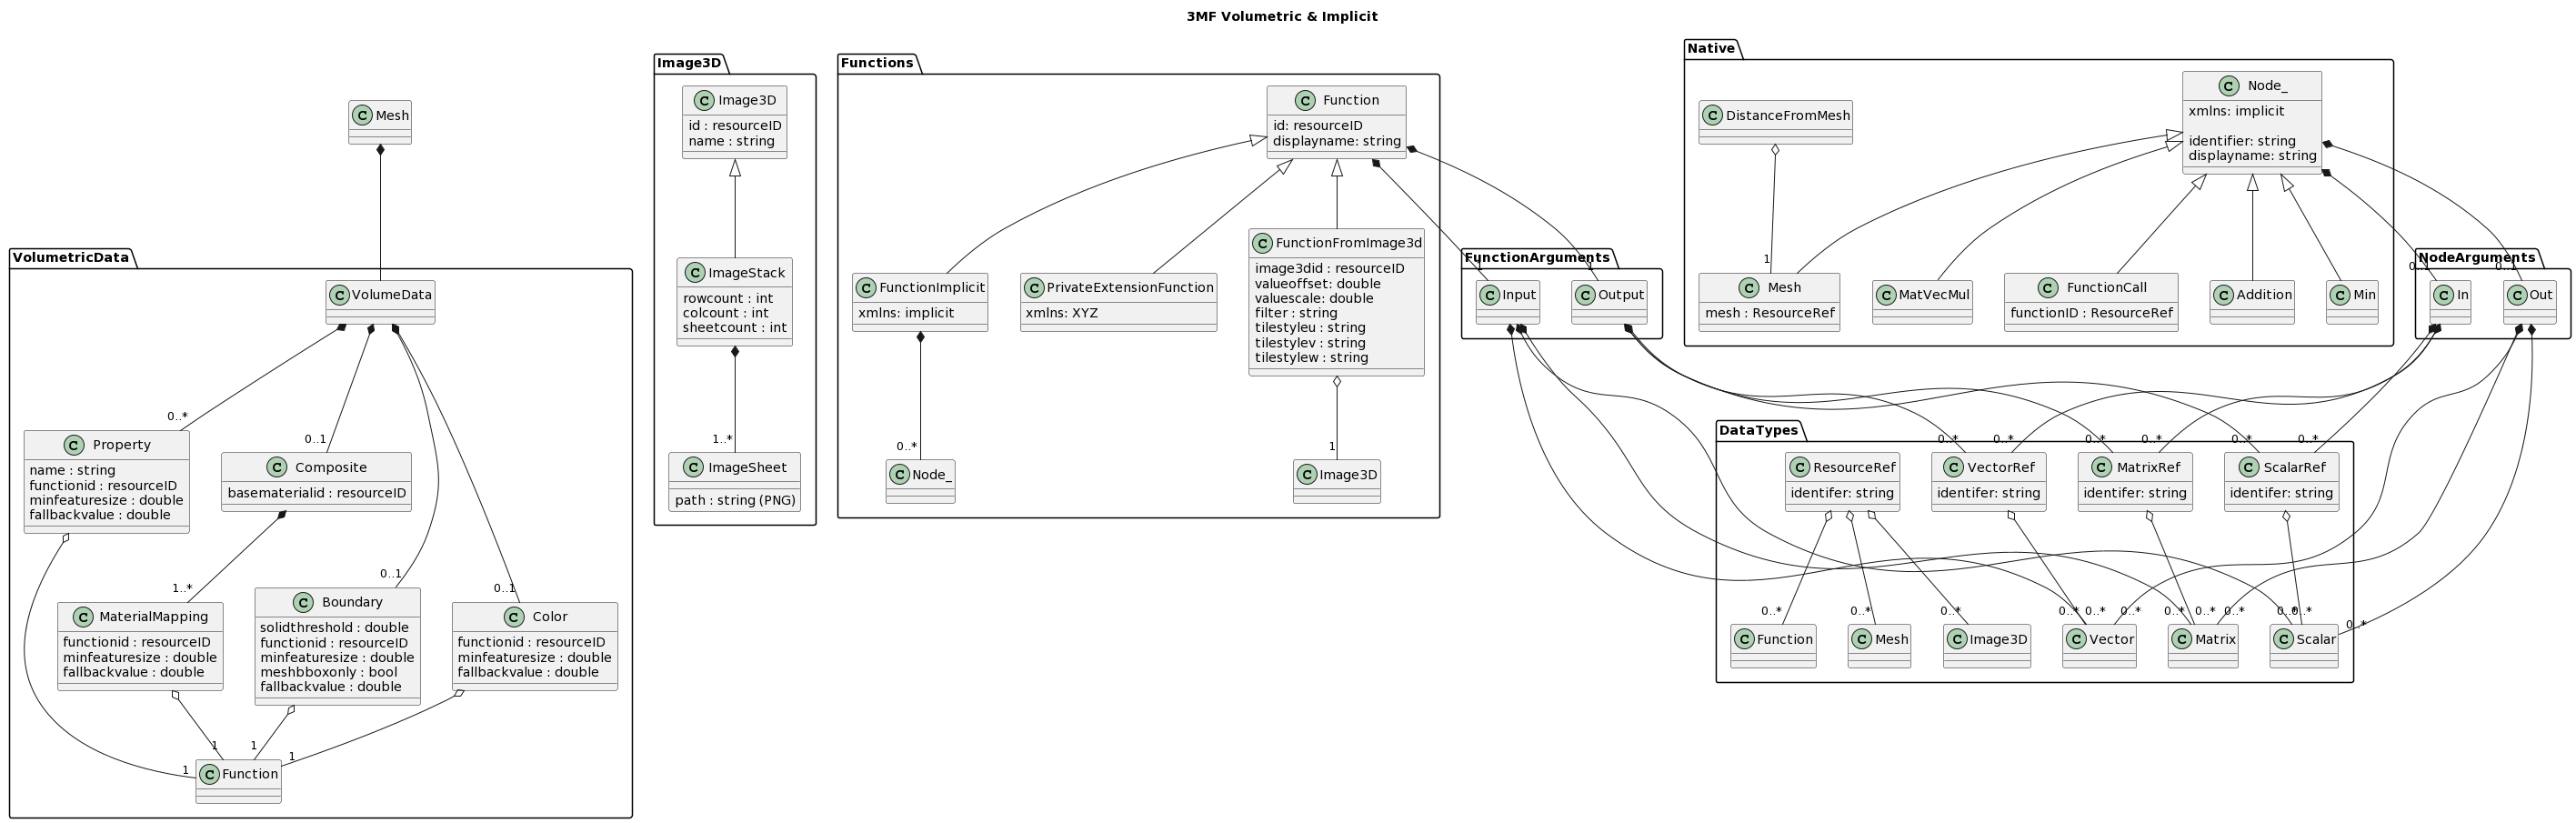 3MF Volumetric & Implicit
Mesh
VolumetricData
VolumeData
0..*
0..1
Property
name : string
functionid : resourceID
minfeaturesize : double
fallbackvalue : double
Composite
basematerialid : resourceID
1..*
0..1
0..1
MaterialMapping
functionid : resourceID
minfeaturesize : double
fallbackvalue : double
Boundary
solidthreshold : double
functionid : resourceID
minfeaturesize : double
meshbboxonly : bool
fallbackvalue : double
Color
functionid : resourceID
minfeaturesize : double
fallbackvalue : double
1
1
1
1
Function
Image3D
Image3D
id : resourceID
name : string
ImageStack
rowcount : int
colcount : int
sheetcount : int
1..*
ImageSheet
path : string (PNG)
Functions
Function
id: resourceID
displayname: string
FunctionImplicit
xmlns: implicit
PrivateExtensionFunction
xmlns: XYZ
FunctionFromImage3d
image3did : resourceID
valueoffset: double
valuescale: double
filter : string
tilestyleu : string
tilestylev : string
tilestylew : string
0..*
1
Node_
Image3D
FunctionArguments
1
1
Input
Output
Native
Node_
xmlns: implicit
identifier: string
displayname: string
DistanceFromMesh
1
Mesh
mesh : ResourceRef
MatVecMul
FunctionCall
functionID : ResourceRef
Addition
Min
NodeArguments
0..1
0..1
In
Out
DataTypes
0..*
0..*
0..*
0..*
0..*
0..*
ResourceRef
identifer: string
VectorRef
identifer: string
MatrixRef
identifer: string
ScalarRef
identifer: string
0..*
0..*
0..*
0..*
0..*
0..*
0..*
0..*
0..*
0..*
0..*
0..*
Function
Mesh
Image3D
Vector
Matrix
Scalar